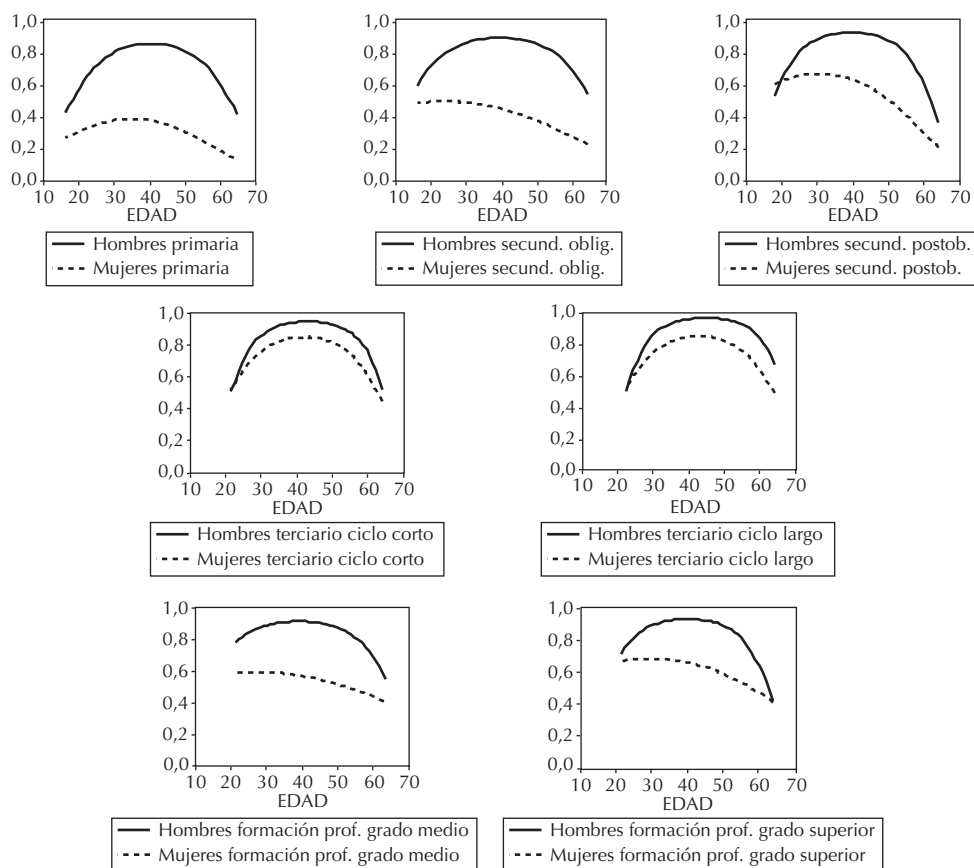 1,0
0,8
0,6
0,4
0,2
0,0
10 20 30 40 50 60 70
EDAD
Hombres primaria
Mujeres primaria
1,0
0,8
0,6
0,4
0,2
0,0
10 20 30 40 50 60 70
EDAD
Hombres secund. oblig.
Mujeres secund. oblig.
1,0
0,8
0,6
0,4
0,2
0,0
10 20 30 40 50 60 70
EDAD
Hombres secund. postob.
Mujeres secund. postob.
1,0
0,8
0,6
0,4
0,2
0,0
10 20 30 40 50 60 70
EDAD
Hombres terciario ciclo corto
Mujeres terciario ciclo corto
1,0
0,8
0,6
0,4
0,2
0,0
10 20 30 40 50 60 70
EDAD
Hombres terciario ciclo largo
Mujeres terciario ciclo largo
1,0
0,8
0,6
0,4
0,2
0,0
10 20 30 40 50 60 70
EDAD
Hombres formación prof. grado medio
Mujeres formación prof. grado medio
1,0
0,8
0,6
0,4
0,2
0,0
10 20 30 40 50 60 70
EDAD
Hombres formación prof. grado superior
Mujeres formación prof. grado superior